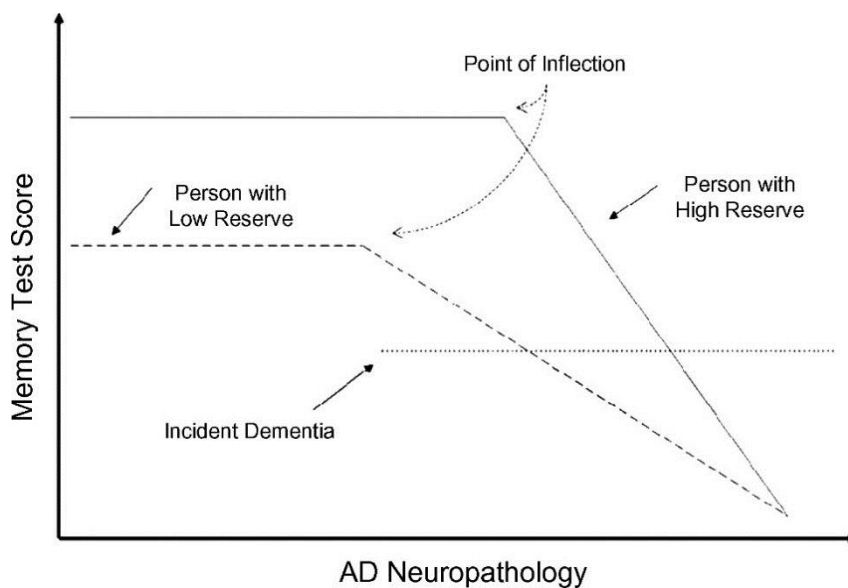 Point of Inflection
Person with
Low Reserve
Person with
High Reserve
Memory Test Score
Incident Dementia
AD Neuropathology